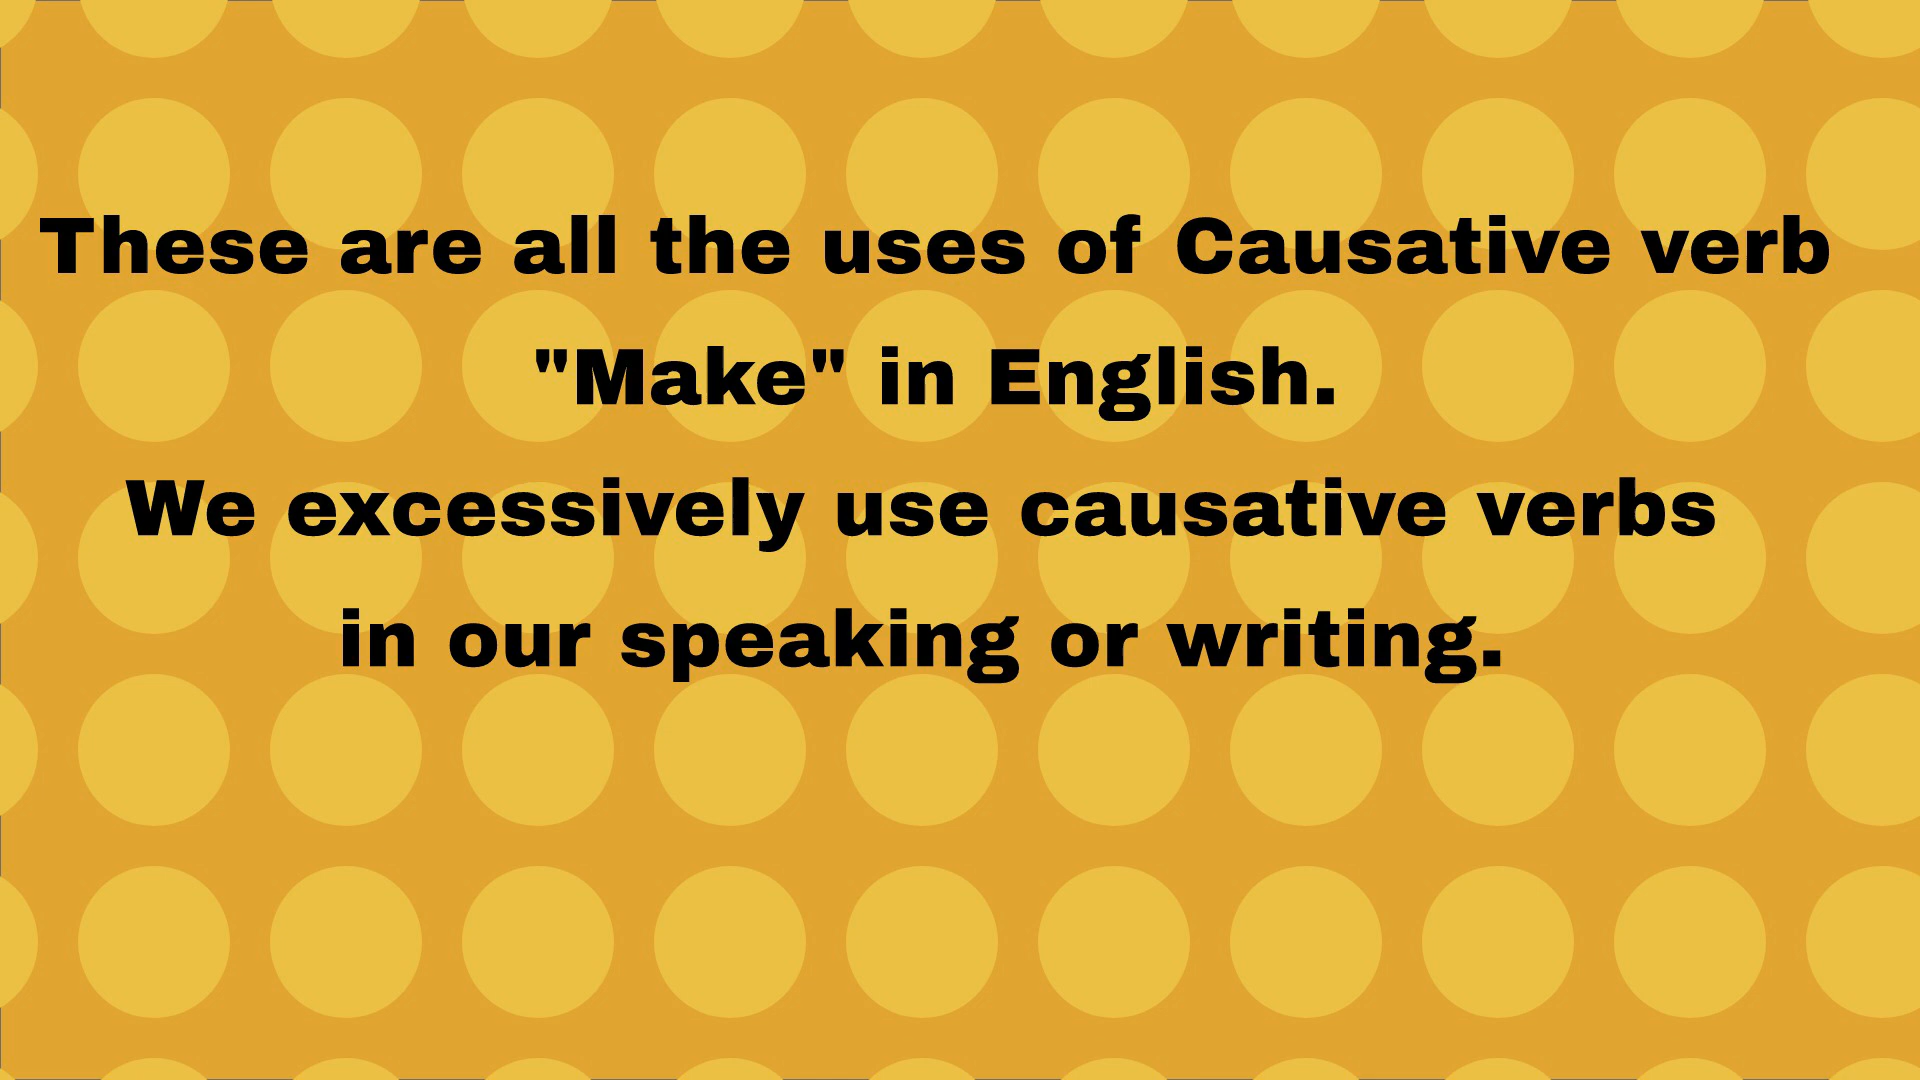 These are all the uses of Causative verb
"Make" in English.
We excessively use causative verbs
in our speaking or writing.